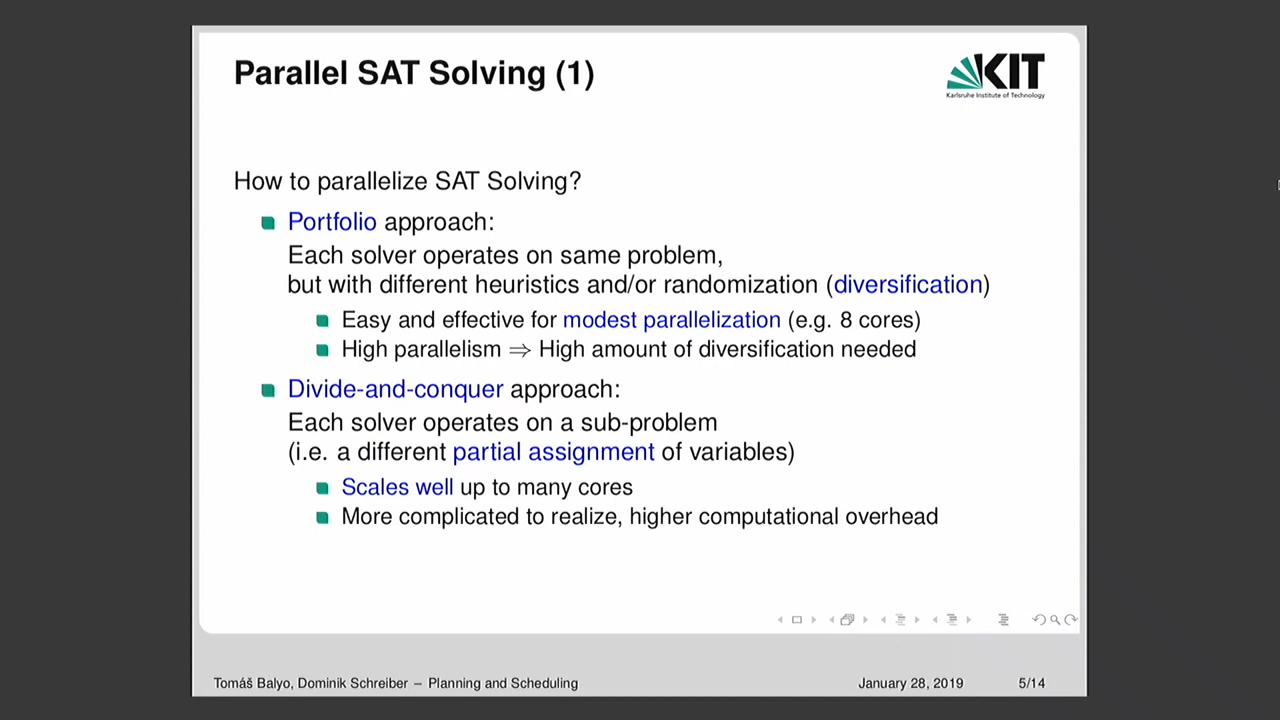 Parallel SAT Solving (1)
KIT
Karlsruhe Institute of Technology
How to parallelize SAT Solving?
Portfolio approach:
Each solver operates on same problem,
but with different heuristics and/or randomization (diversification)
Easy and effective for modest parallelization (e.g. 8 cores)
High parallelism ⇒ High amount of diversification needed
Divide-and-conquer approach:
Each solver operates on a sub-problem
(i.e. a different partial assignment of variables)
Scales well up to many cores
More complicated to realize, higher computational overhead
Tomáš Balyo, Dominik Schreiber – Planning and Scheduling
January 28, 2019
5/14